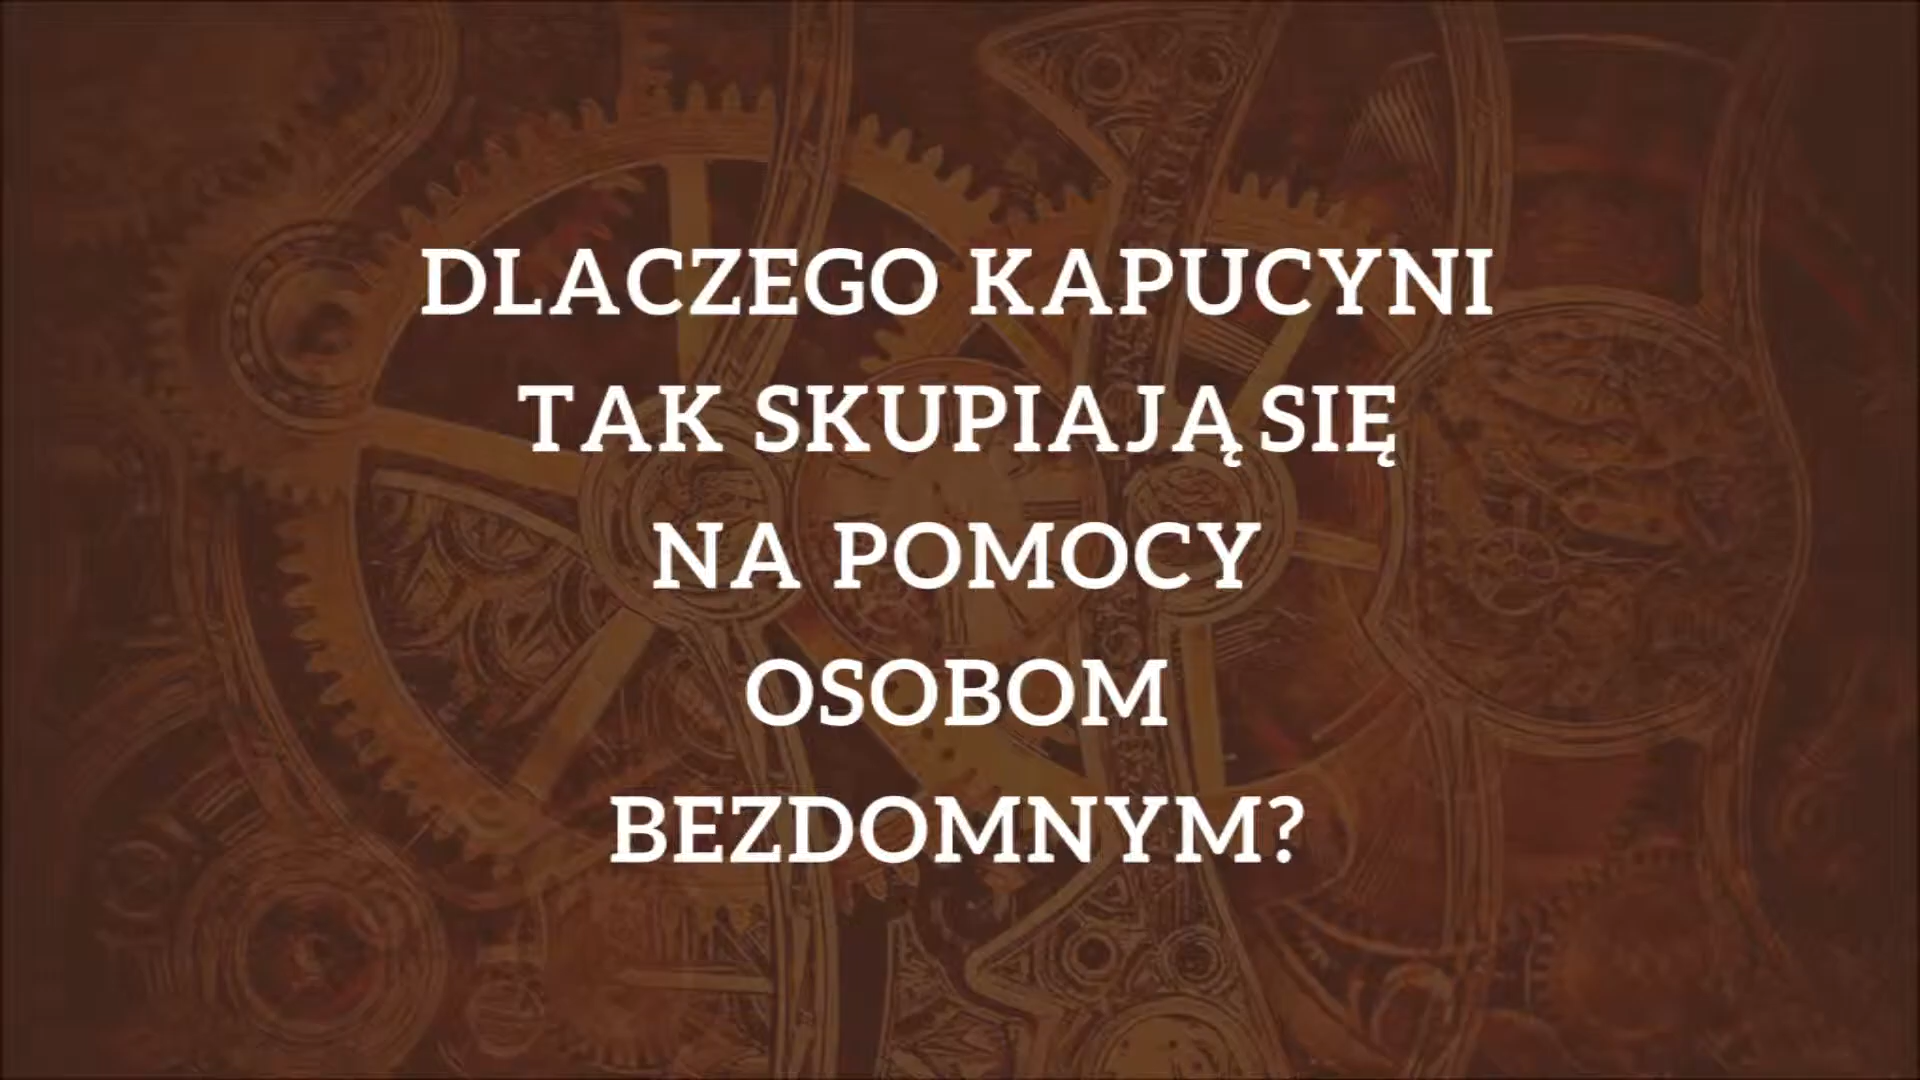 DLACZEGO KAPUCYNI
TAK SKUPIAJĄ SIĘ
NA POMOCY
OSOBOM
BEZDOMNYM?